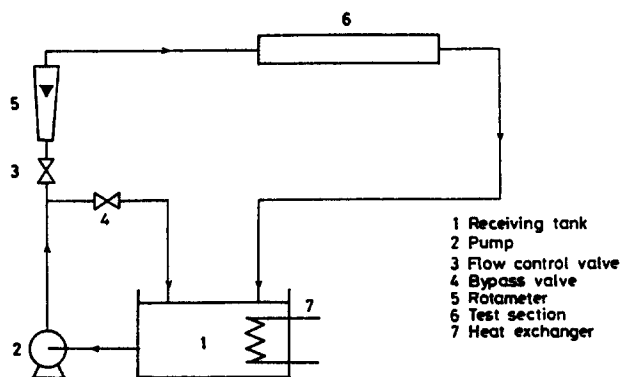 6
5
3
4
7
2
1
1 Receiving tank
2 Pump
3 Flow control valve
4 Bypass valve
5 Rotameter
6 Test section
7 Heat exchanger